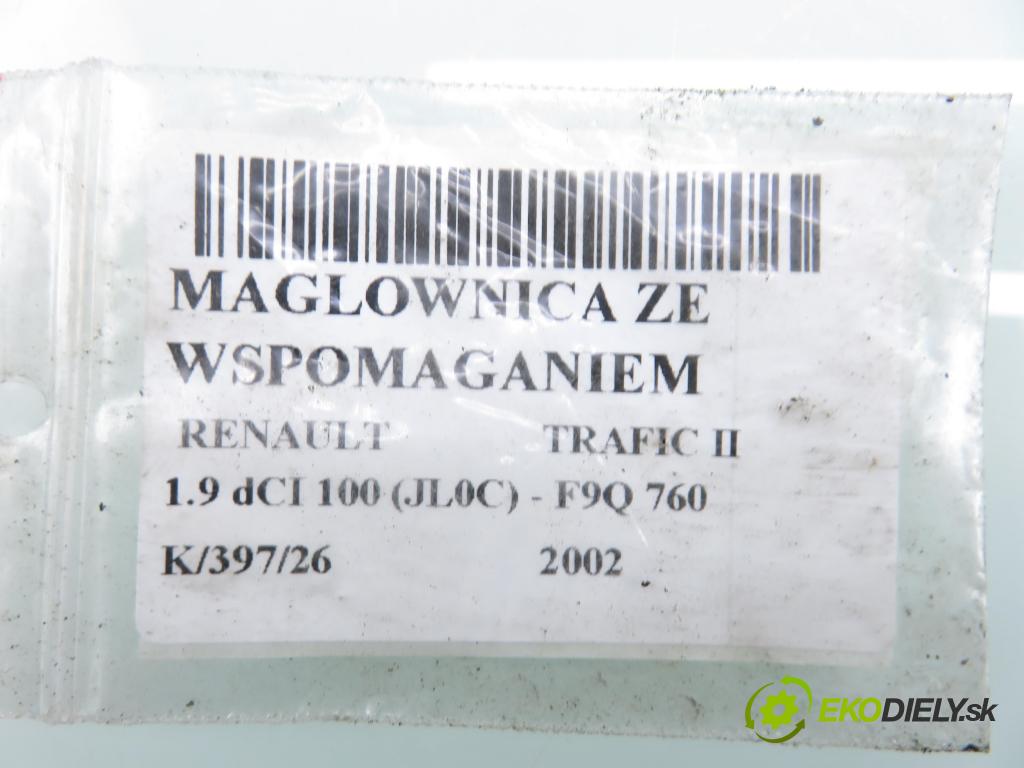 MAGLOWNICA ZE
WSPOMAGANIEM
RENAULT TRAFIC II
1.9 dCI 100 (JL0C) - F9Q 760
K/397/26 2002
EKODIELY.sk